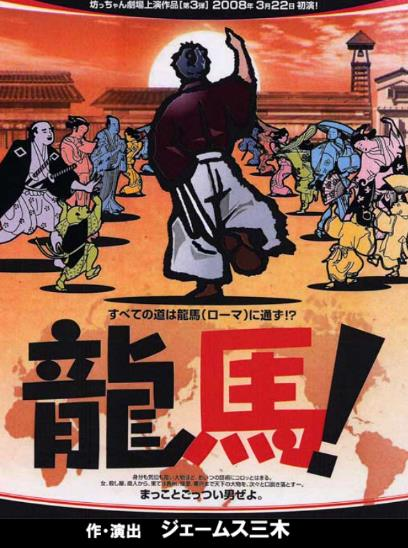 坊っちゃん劇場上演作品【第3弾】2008年3月22日 初演!
すべての道は龍馬(ローマ)に通ず!?
龍馬!
まっことごっつい男ぜよ。
作・演出 ジェームス三木